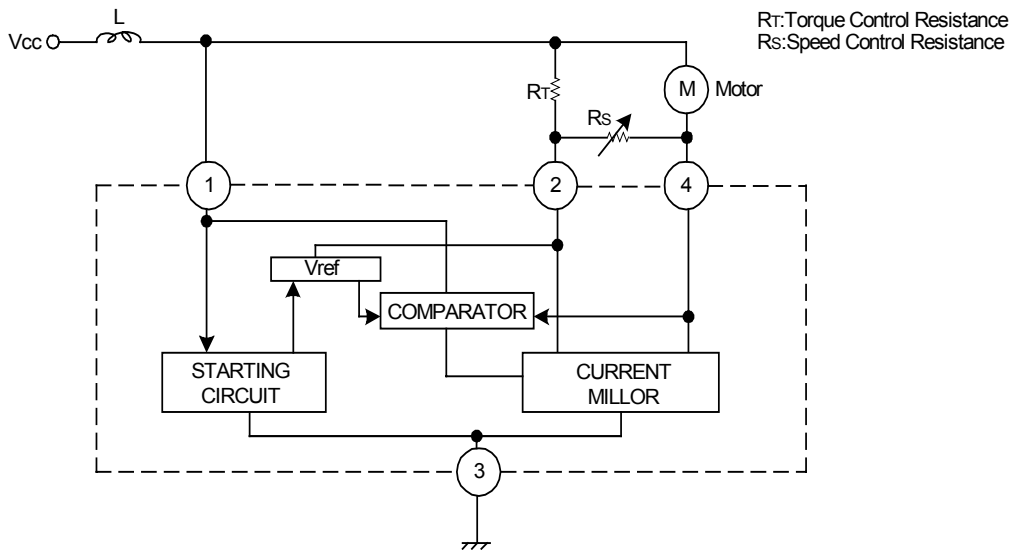 L
Vcc
RT:Torque Control Resistance
RS:Speed Control Resistance
RT
M
Motor
RS
1
2
4
Vref
COMPARATOR
STARTING
CIRCUIT
CURRENT
MILLOR
3